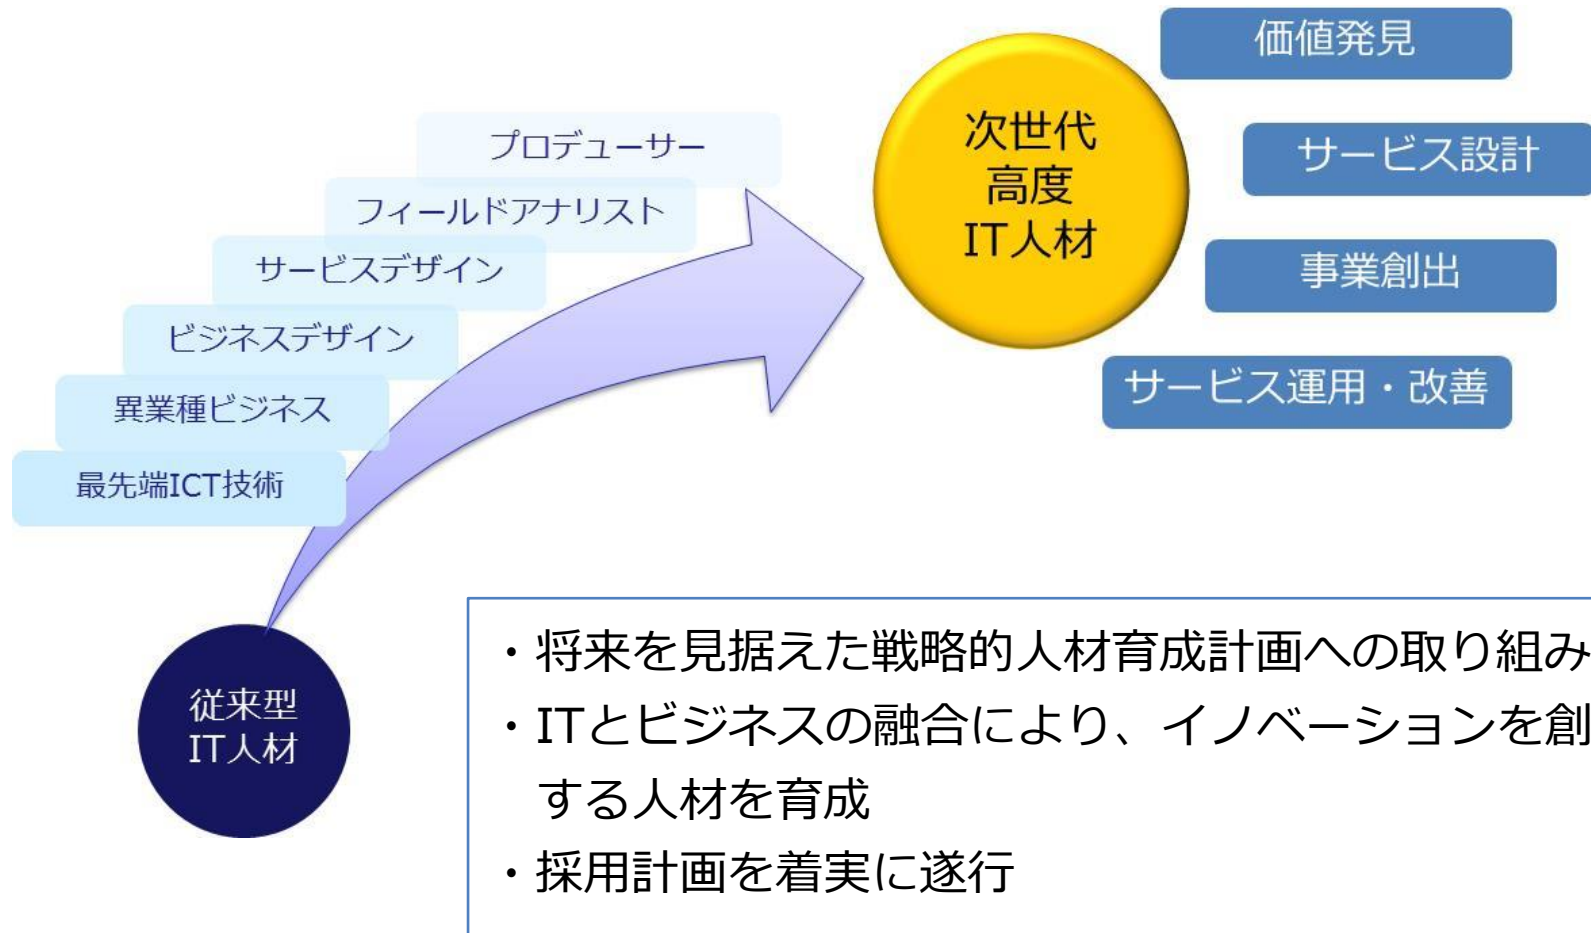 価値発見
プロデューサー
次世代
高度
IT人材
サービス設計
フィールドアナリスト
サービスデザイン
事業創出
ビジネスデザイン
サービス運用・改善
異業種ビジネス
最先端ICT技術
従来型
IT人材
・将来を見据えた戦略的人材育成計画への取り組み
・ITとビジネスの融合により、イノベーションを創
する人材を育成
・採用計画を着実に遂行